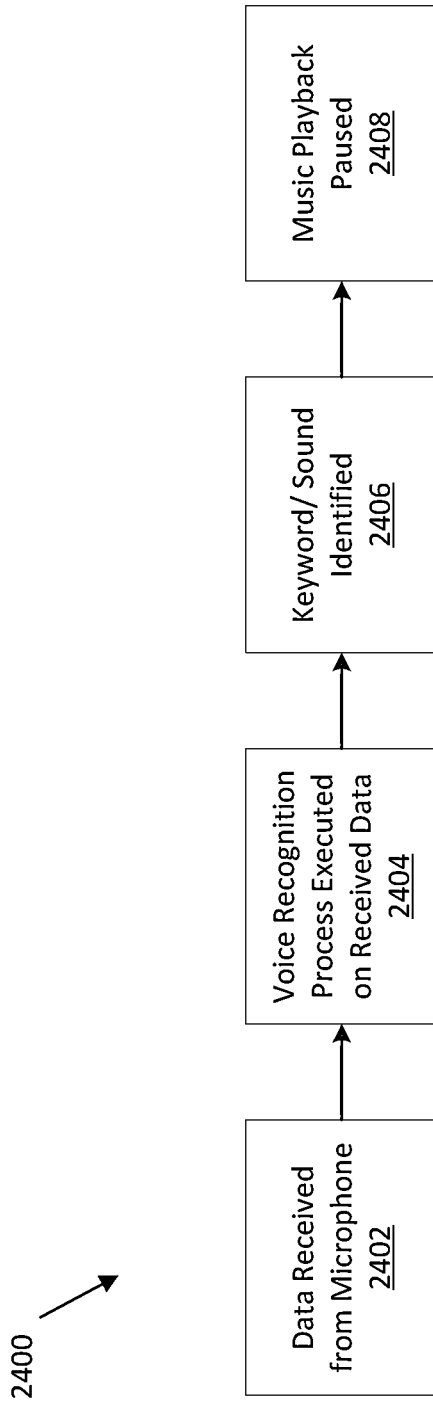 2400
Data Received
from Microphone
2402
Voice Recognition
Process Executed
on Received Data
2404
Keyword/ Sound
Identified
2406
Music Playback
Paused
2408